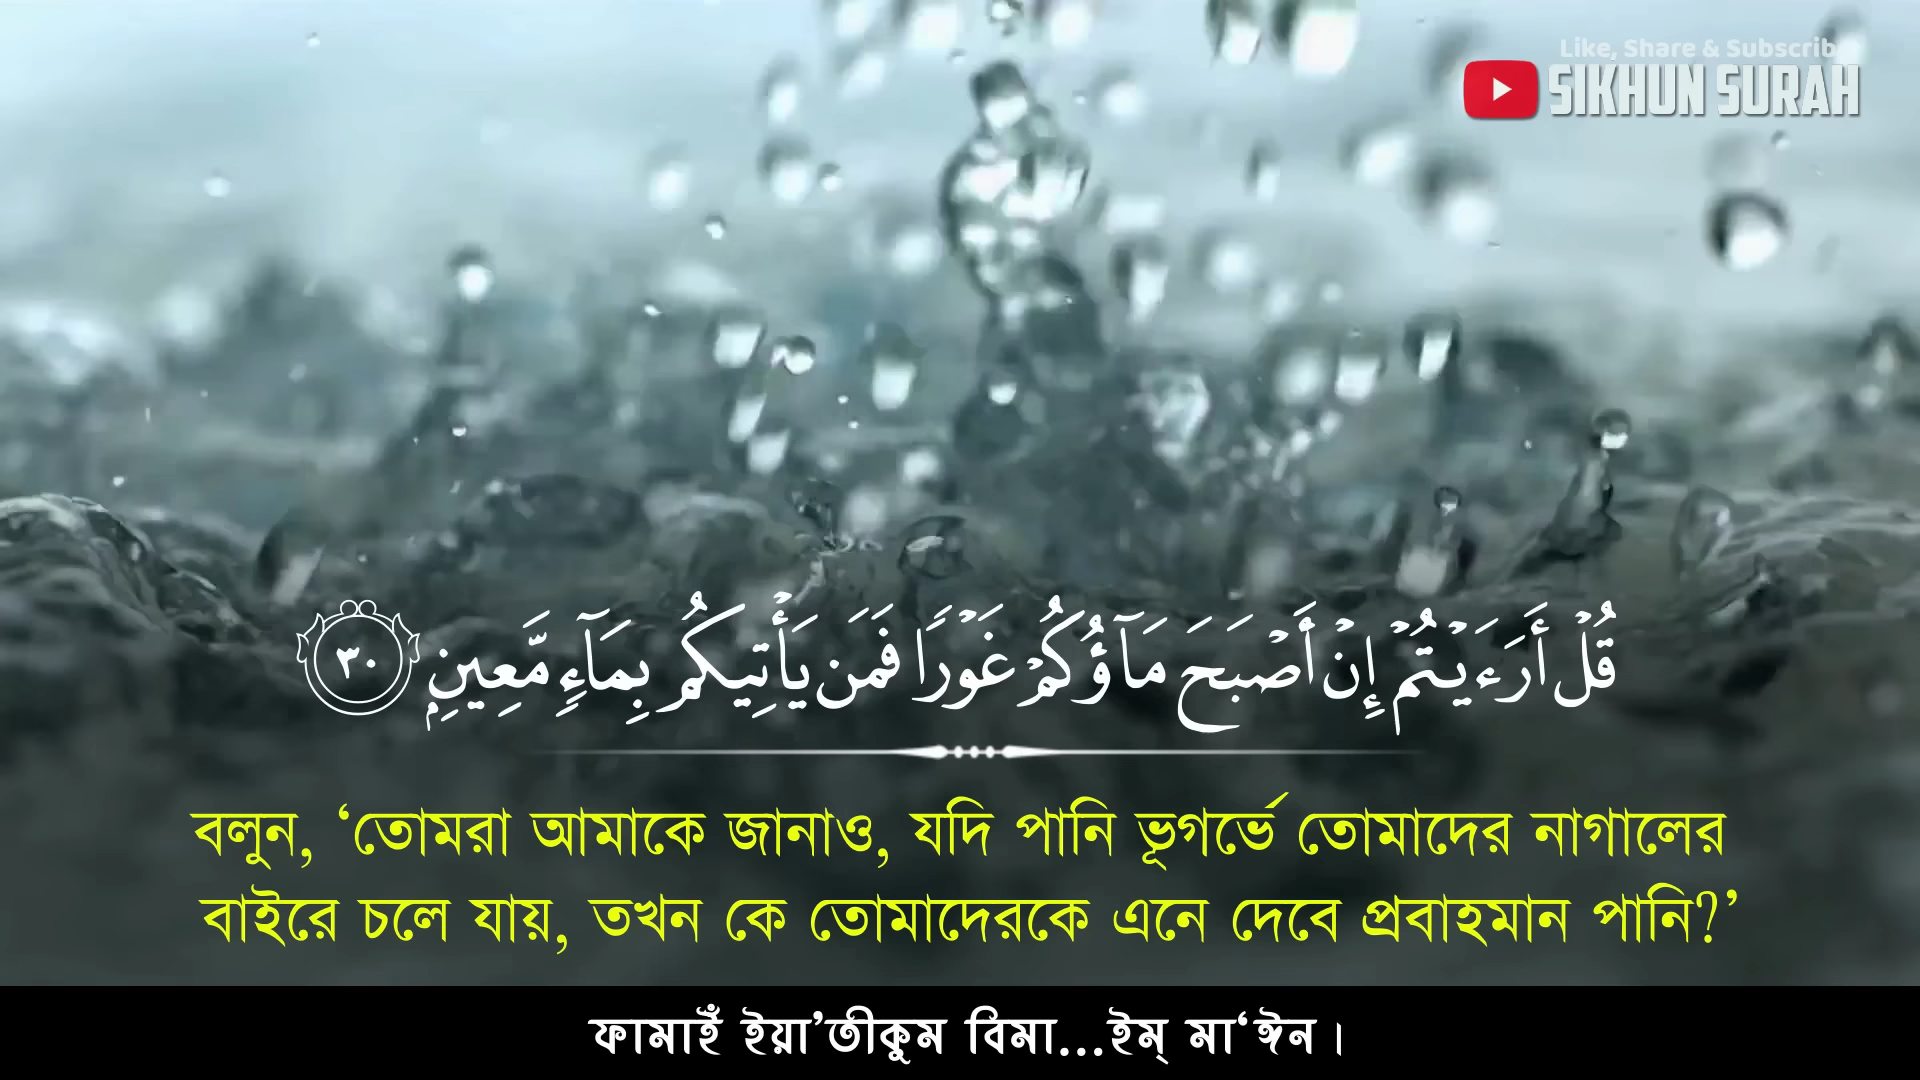 Like, Share & Subscribe
SIKHUN SURAH
قُلْ أَرَءَيْتُمْ إِنْ أَصْبَحَ مَآؤُكُمْ غَوْرًا فَمَن يَأْتِيكُم بِمَآءٍ مَّعِينٍۭ ٣٠
বলুন, ‘তোমরা আমাকে জানাও, যদি পানি ভূগর্ভে তোমাদের নাগালের
বাইরে চলে যায়, তখন কে তোমাদেরকে এনে দেবে প্রবাহমান পানি?’
ফামাইঁ ইয়া’তীকুম বিমা...ইম্ মা‘ঈন।